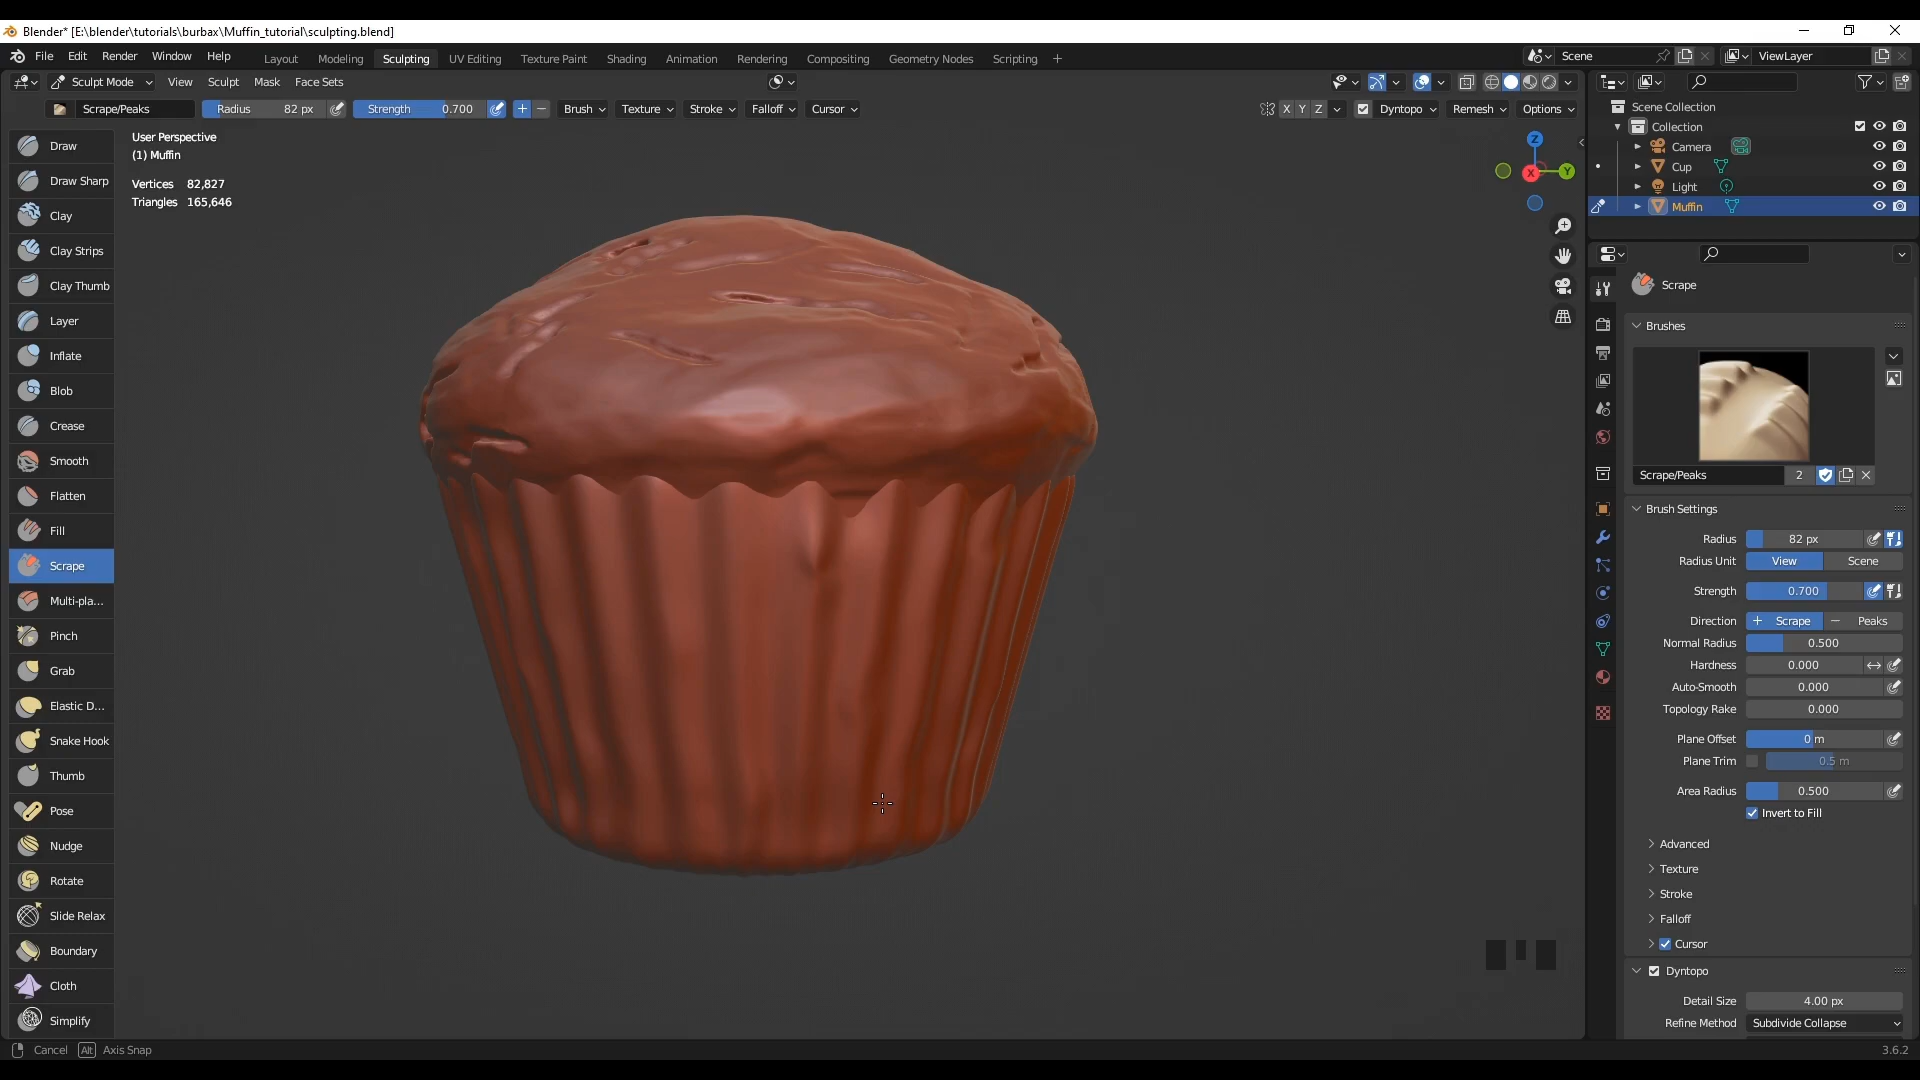 Blender* [E:\blender\tutorials\burbax\Muffin_tutorial\sculpting.blend]
File Edit Render Window Help Layout Modeling Sculpting UV Editing Texture Paint Shading Animation Rendering Compositing Geometry Nodes Scripting + Scene ViewLayer
Sculpt Mode View Sculpt Mask Face Sets
Scrape/Peaks Radius 82 px Strength 0.700 + − Brush Texture Stroke Falloff Cursor X Y Z Dyntopo Remesh Options
User Perspective
(1) Muffin
Vertices 82,827
Triangles 165,646
Z
X
Y
Draw
Draw Sharp
Clay
Clay Strips
Clay Thumb
Layer
Inflate
Blob
Crease
Smooth
Flatten
Fill
Scrape
Multi-pla...
Pinch
Grab
Elastic D...
Snake Hook
Thumb
Pose
Nudge
Rotate
Slide Relax
Boundary
Cloth
Simplify
Scene Collection
Collection
Camera
Cup
Light
Muffin
Scrape
Brushes
Scrape/Peaks 2
Brush Settings
Radius 82 px
Radius Unit View Scene
Strength 0.700
Direction + Scrape − Peaks
Normal Radius 0.500
Hardness 0.000
Auto-Smooth 0.000
Topology Rake 0.000
Plane Offset 0 m
Plane Trim 0.5 m
Area Radius 0.500
Invert to Fill
Advanced
Texture
Stroke
Falloff
Cursor
Dyntopo
Detail Size 4.00 px
Refine Method Subdivide Collapse
Cancel Alt Axis Snap 3.6.2